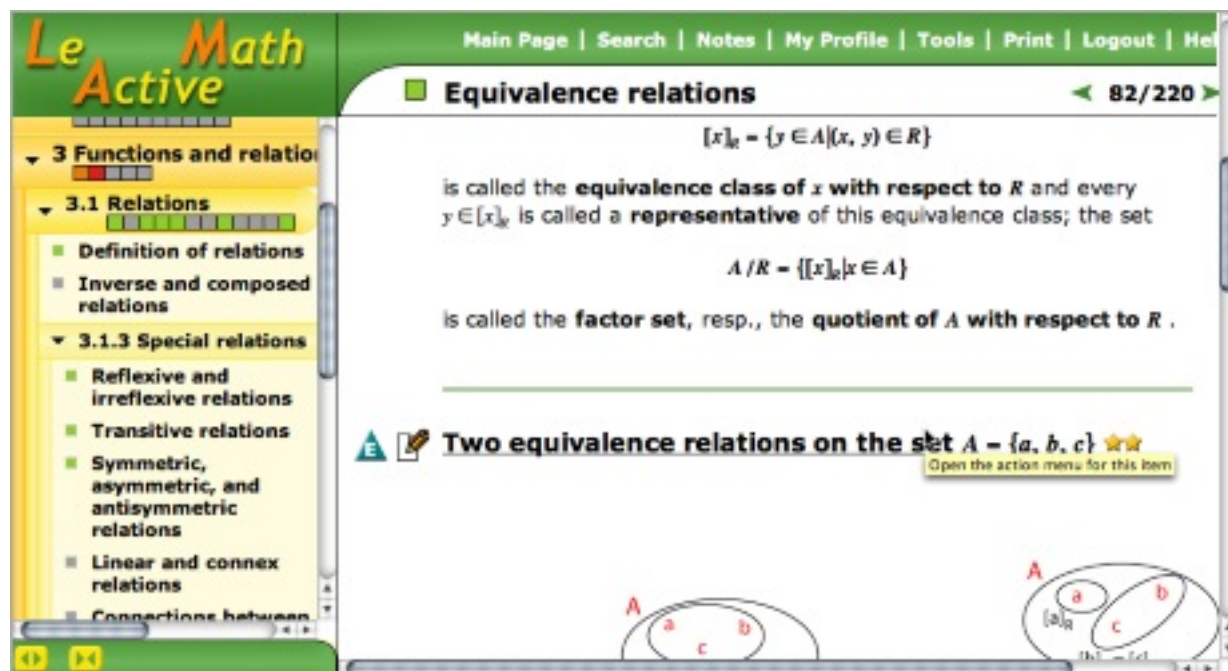 Le Active Math
Main Page | Search | Notes | My Profile | Tools | Print | Logout | Hel
Equivalence relations
82/220
3 Functions and relatio
3.1 Relations
Definition of relations
Inverse and composed
relations
3.1.3 Special relations
Reflexive and
irreflexive relations
Transitive relations
Symmetric,
asymmetric, and
antisymmetric
relations
Linear and connex
relations
Connections between
[x]R = {y ∈ A|(x, y) ∈ R}
is called the equivalence class of x with respect to R and every
y ∈ [x]R is called a representative of this equivalence class; the set
A /R = {[x]R|x ∈ A}
is called the factor set, resp., the quotient of A with respect to R .
E Two equivalence relations on the set A = {a, b, c}
Open the action menu for this item
A
a b
c
A
a b
[a]R c